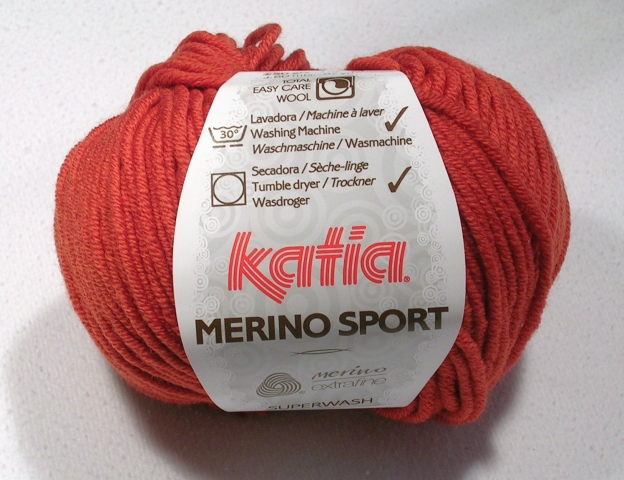 TOTAL
EASY CARE
WOOL
Lavadora / Machine à laver
30° Washing Machine
Waschmaschine / Wasmachine
Secadora / Sèche-linge
Tumble dryer / Trockner
Wasdroger
katia®
MERINO SPORT
merino
extrafine
SUPERWASH